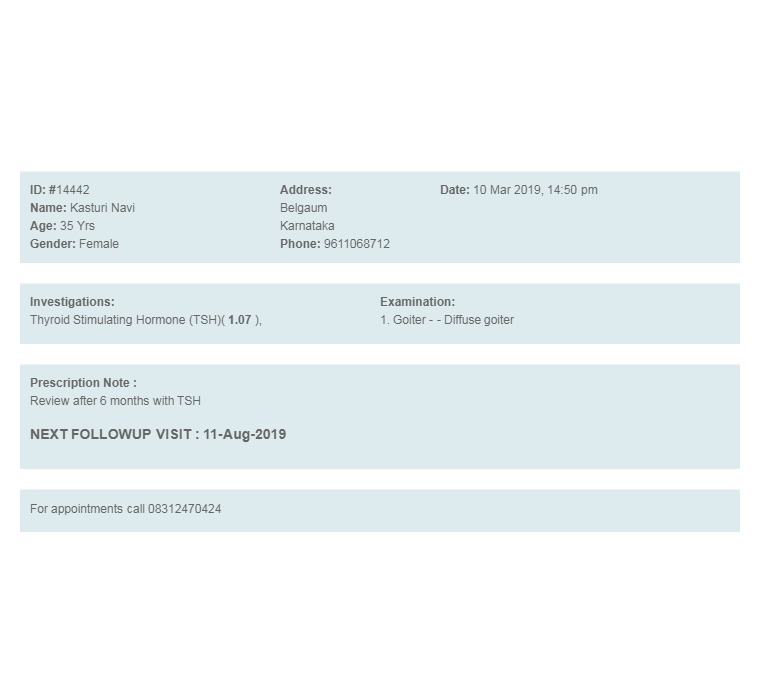 ID: #14442
Name: Kasturi Navi
Age: 35 Yrs
Gender: Female
Address:
Belgaum
Karnataka
Phone: 9611068712
Date: 10 Mar 2019, 14:50 pm
Investigations:
Thyroid Stimulating Hormone (TSH)( 1.07 ),
Examination:
1. Goiter - - Diffuse goiter
Prescription Note :
Review after 6 months with TSH
NEXT FOLLOWUP VISIT : 11-Aug-2019
For appointments call 08312470424